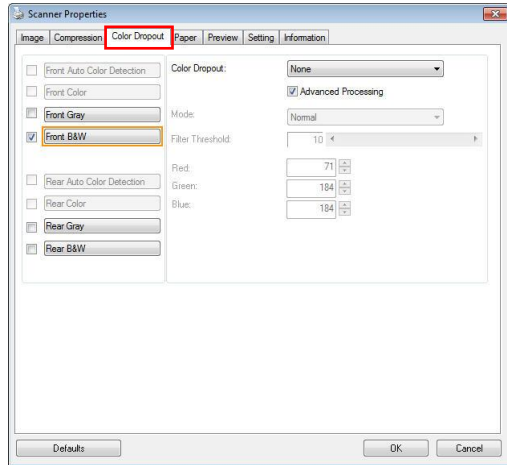 Scanner Properties
Image Compression Color Dropout Paper Preview Setting Information
Front Auto Color Detection
Front Color
Front Gray
Front B&W
Rear Auto Color Detection
Rear Color
Rear Gray
Rear B&W
Color Dropout: None
Advanced Processing
Mode: Normal
Filter Threshold: 10
Red: 71
Green: 184
Blue: 184
Defaults OK Cancel